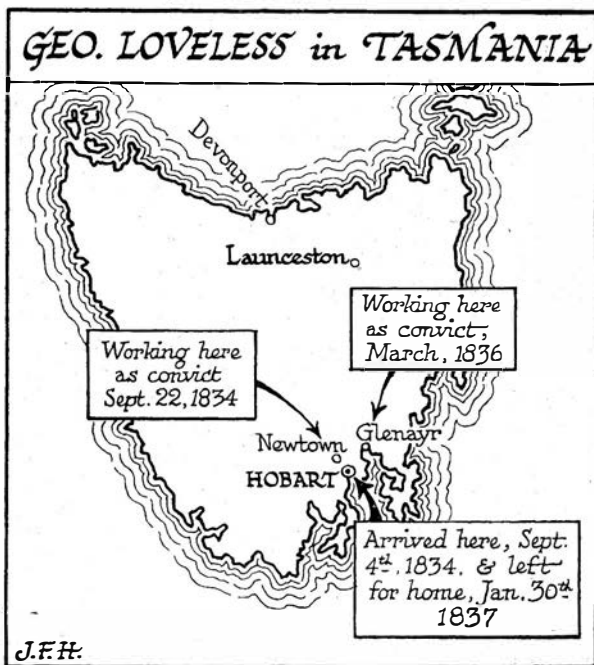 GEO. LOVELESS in TASMANIA
Devonport
Launceston
Working here
as convict,
March, 1836
Working here
as convict
Sept. 22, 1834
Newtown
Glenayr
HOBART
Arrived here, Sept.
4th, 1834, & left
for home, Jan. 30th
1837
J.F.H.